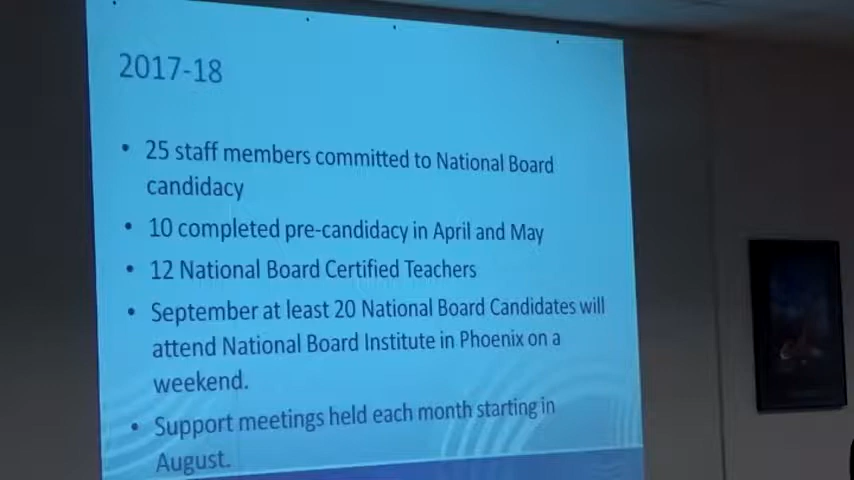 2017-18
• 25 staff members committed to National Board
candidacy
• 10 completed pre-candidacy in April and May
• 12 National Board Certified Teachers
• September at least 20 National Board Candidates will
attend National Board Institute in Phoenix on a
weekend.
• Support meetings held each month starting in
August.